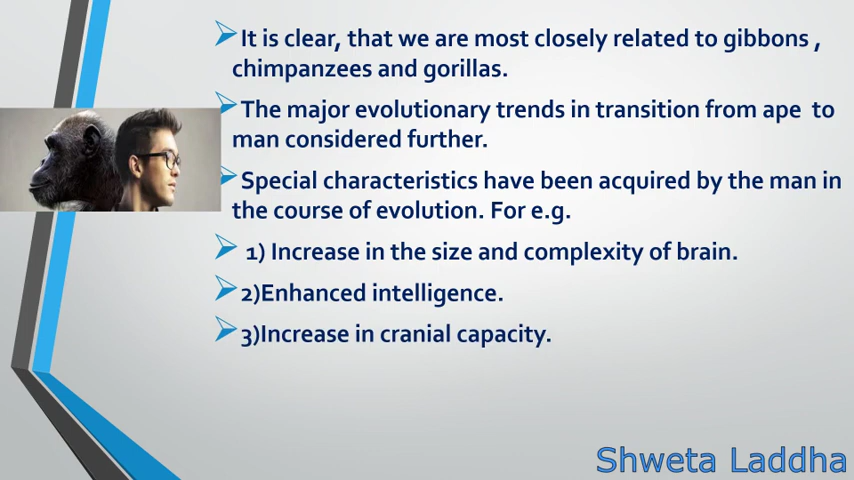 It is clear, that we are most closely related to gibbons ,
chimpanzees and gorillas.
The major evolutionary trends in transition from ape to
man considered further.
Special characteristics have been acquired by the man in
the course of evolution. For e.g.
1) Increase in the size and complexity of brain.
2)Enhanced intelligence.
3)Increase in cranial capacity.
Shweta Laddha